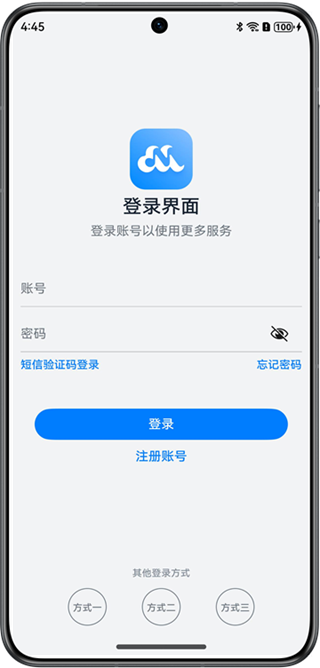 4:45
100
登录界面
登录账号以使用更多服务
账号
密码
短信验证码登录 忘记密码
登录
注册账号
其他登录方式
方式一 方式二 方式三